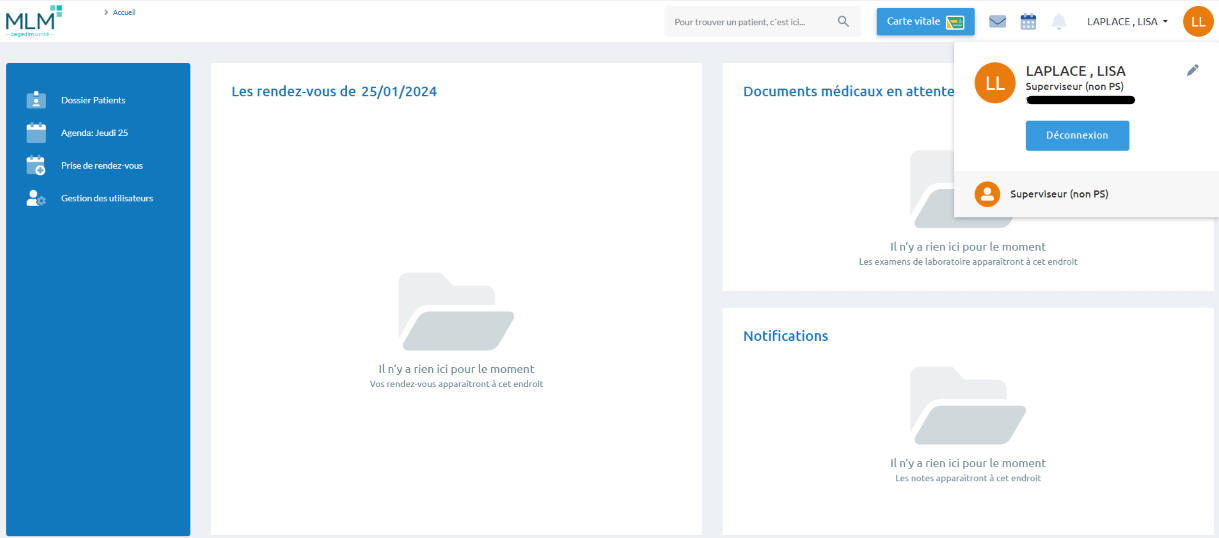 MLM
cegedim santé
> Accueil
Pour trouver un patient, c'est ici...
Carte vitale
LAPLACE , LISA
LL
Dossier Patients
Agenda: Jeudi 25
Prise de rendez-vous
Gestion des utilisateurs
Les rendez-vous de 25/01/2024
Il n'y a rien ici pour le moment
Vos rendez-vous apparaîtront à cet endroit
Documents médicaux en attente
Il n'y a rien ici pour le moment
Les examens de laboratoire apparaîtront à cet endroit
Notifications
Il n'y a rien ici pour le moment
Les notes apparaîtront à cet endroit
LL
LAPLACE , LISA
Superviseur (non PS)
Déconnexion
Superviseur (non PS)